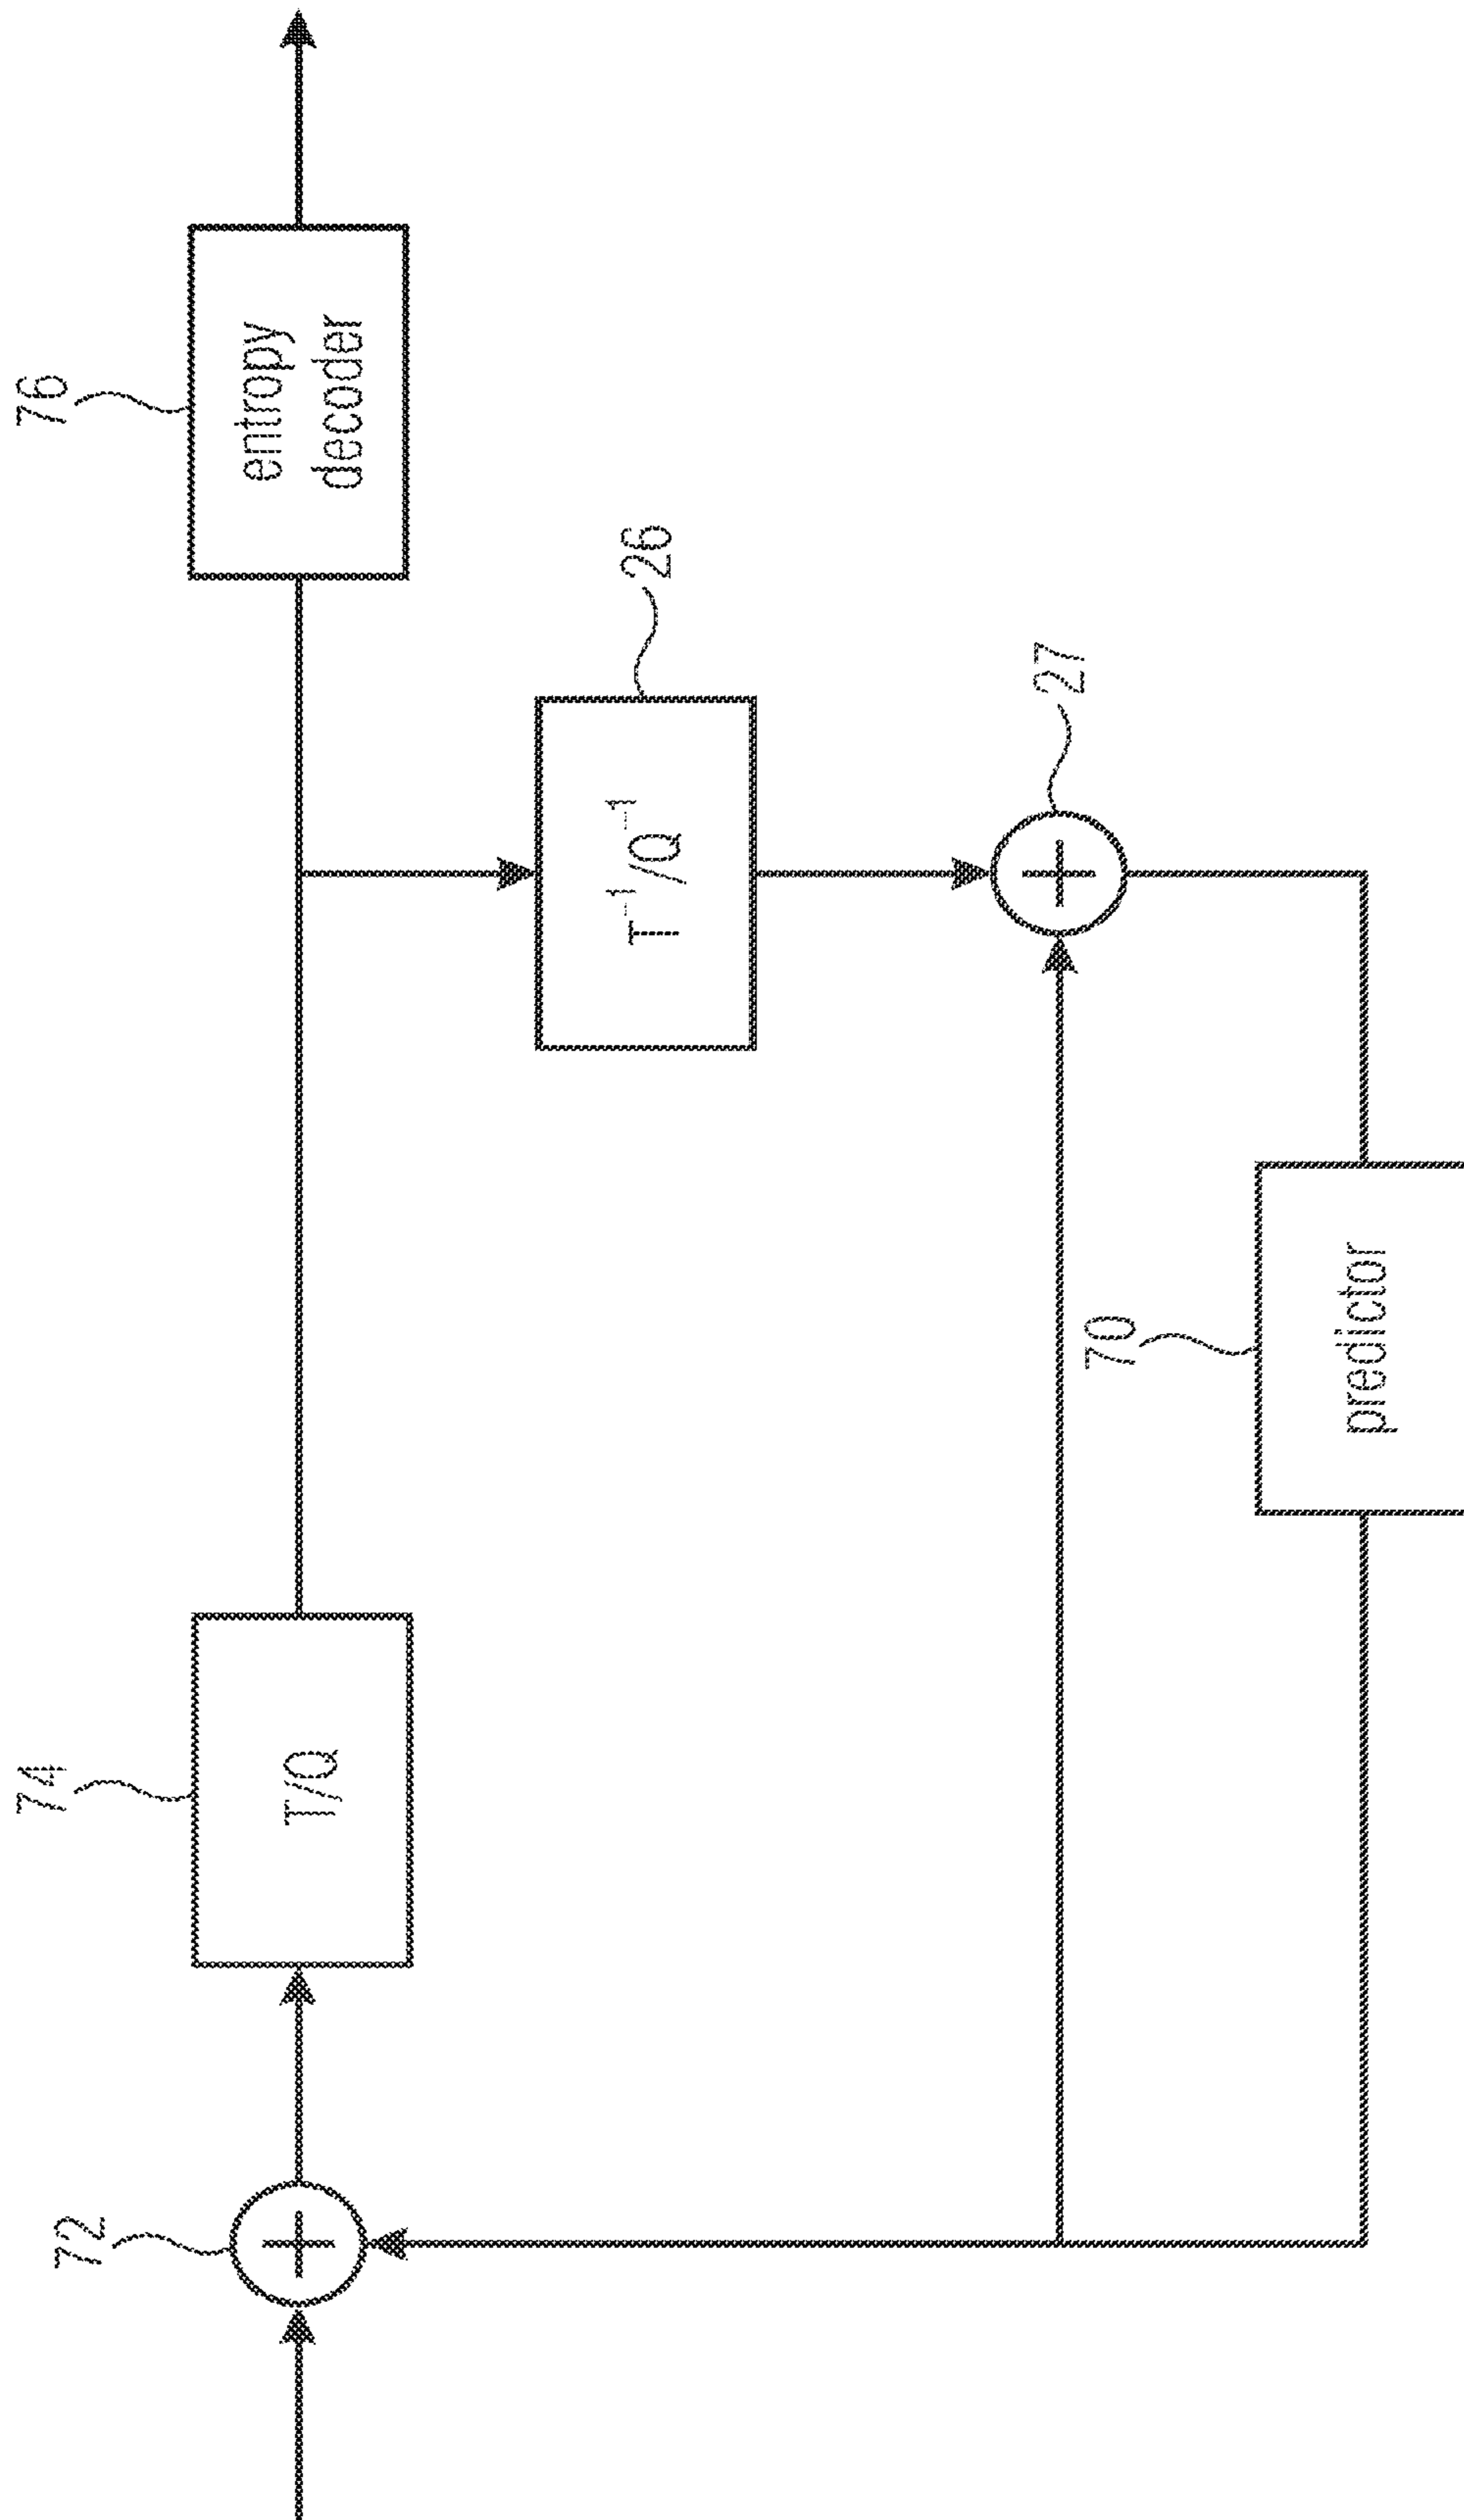 72
74
T/Q
76
entropy
decoder
T⁻¹/Q⁻¹
26
27
70
predictor